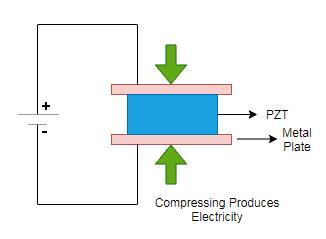 +
-
PZT
Metal
Plate
Compressing Produces
Electricity